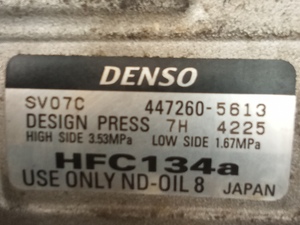 DENSO
SV07C 447260-5613
DESIGN PRESS 7H 4225
HIGH SIDE 3.53MPa LOW SIDE 1.67MPa
HFC134a
USE ONLY ND-OIL 8 JAPAN